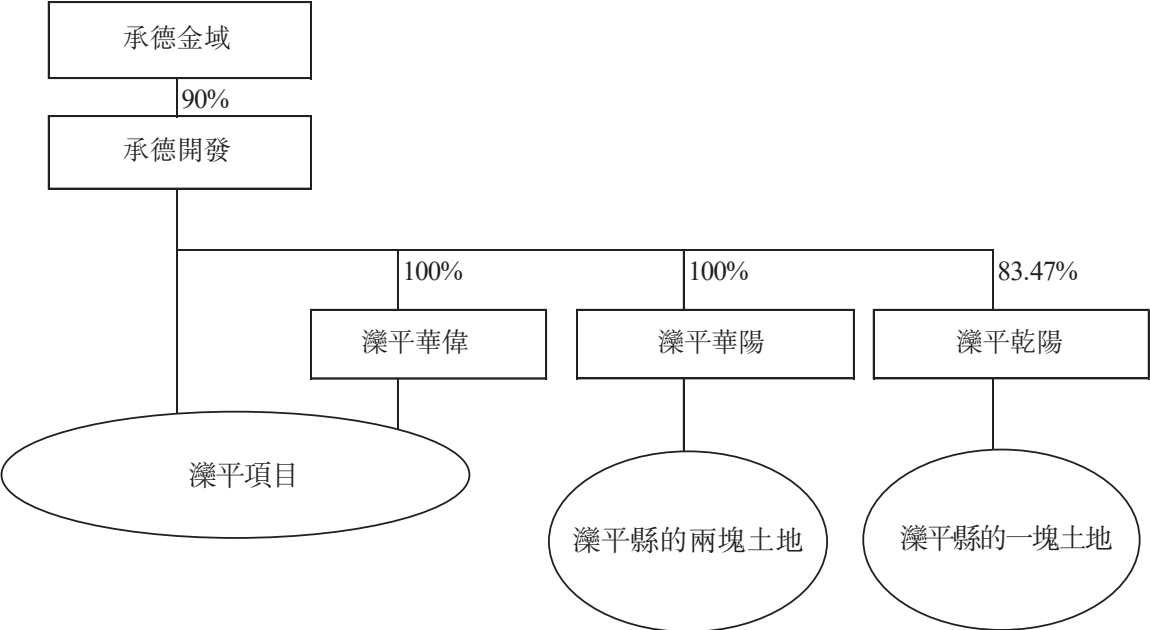 承德金域
90%
承德開發
100%
100%
83.47%
灤平華偉
灤平華陽
灤平乾陽
灤平項目
灤平縣的兩塊土地
灤平縣的一塊土地